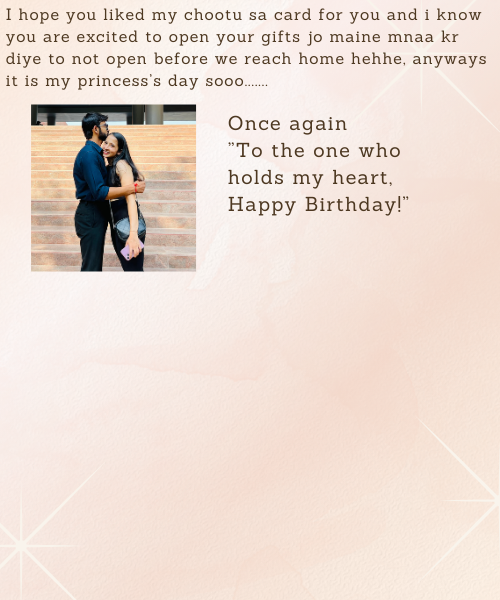 I hope you liked my chootu sa card for you and i know
you are excited to open your gifts jo maine mnaa kr
diye to not open before we reach home hehhe, anyways
it is my princess's day sooo.......
Once again
"To the one who
holds my heart,
Happy Birthday!"